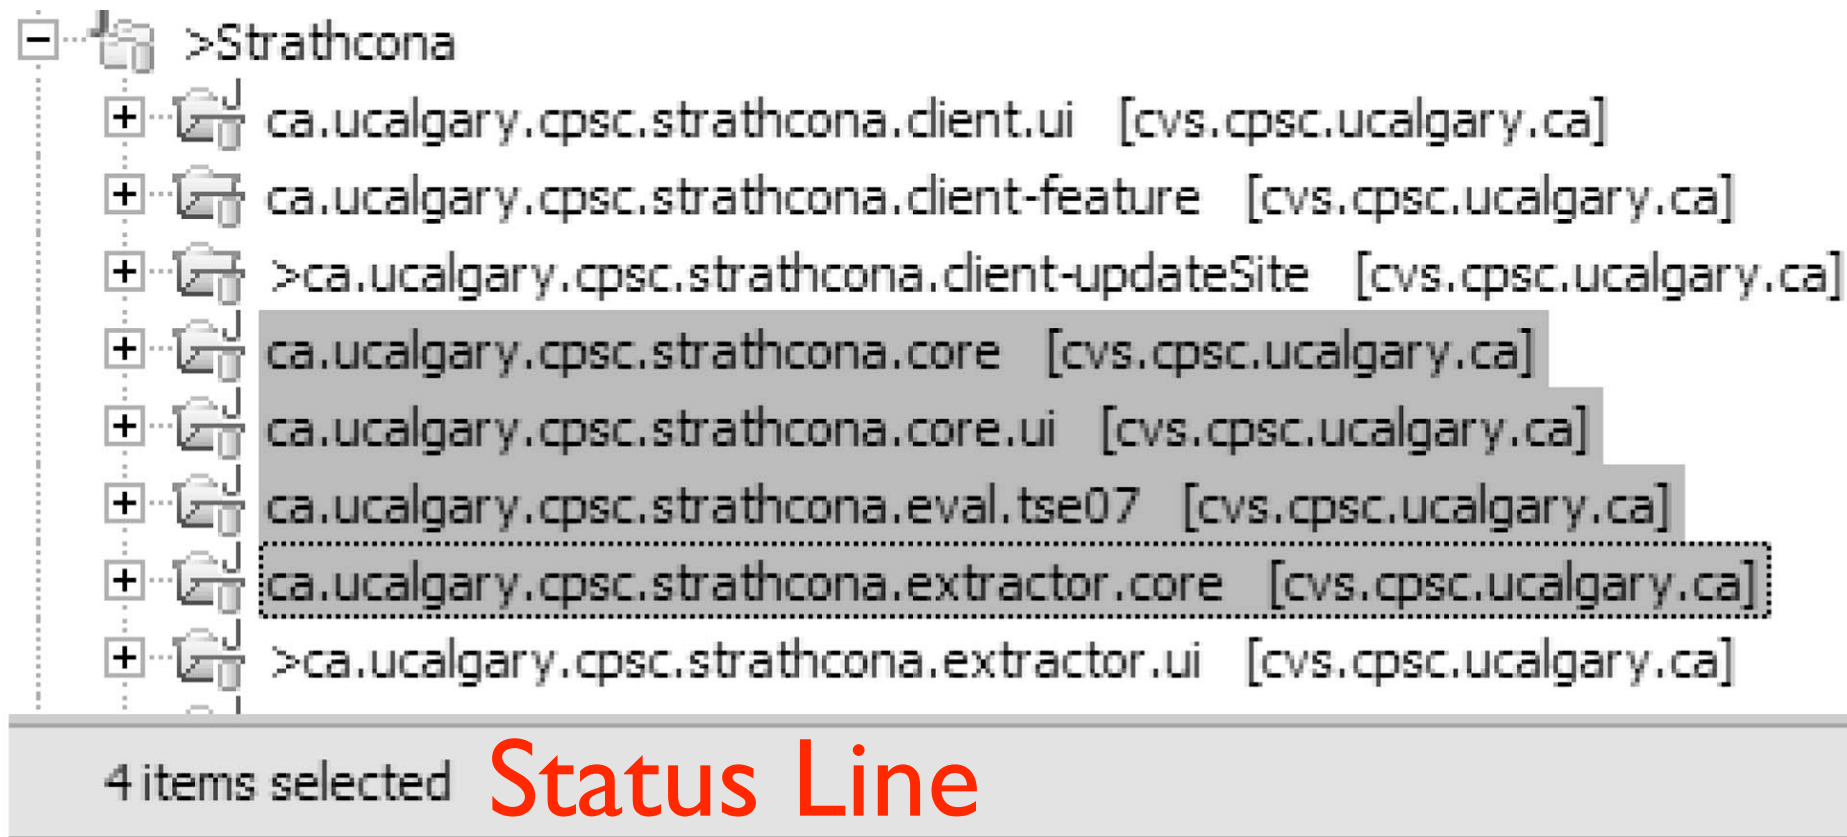 >Strathcona
ca.ucalgary.cpsc.strathcona.client.ui [cvs.cpsc.ucalgary.ca]
ca.ucalgary.cpsc.strathcona.client-feature [cvs.cpsc.ucalgary.ca]
>ca.ucalgary.cpsc.strathcona.client-updateSite [cvs.cpsc.ucalgary.ca]
ca.ucalgary.cpsc.strathcona.core [cvs.cpsc.ucalgary.ca]
ca.ucalgary.cpsc.strathcona.core.ui [cvs.cpsc.ucalgary.ca]
ca.ucalgary.cpsc.strathcona.eval.tse07 [cvs.cpsc.ucalgary.ca]
ca.ucalgary.cpsc.strathcona.extractor.core [cvs.cpsc.ucalgary.ca]
>ca.ucalgary.cpsc.strathcona.extractor.ui [cvs.cpsc.ucalgary.ca]
4 items selected Status Line